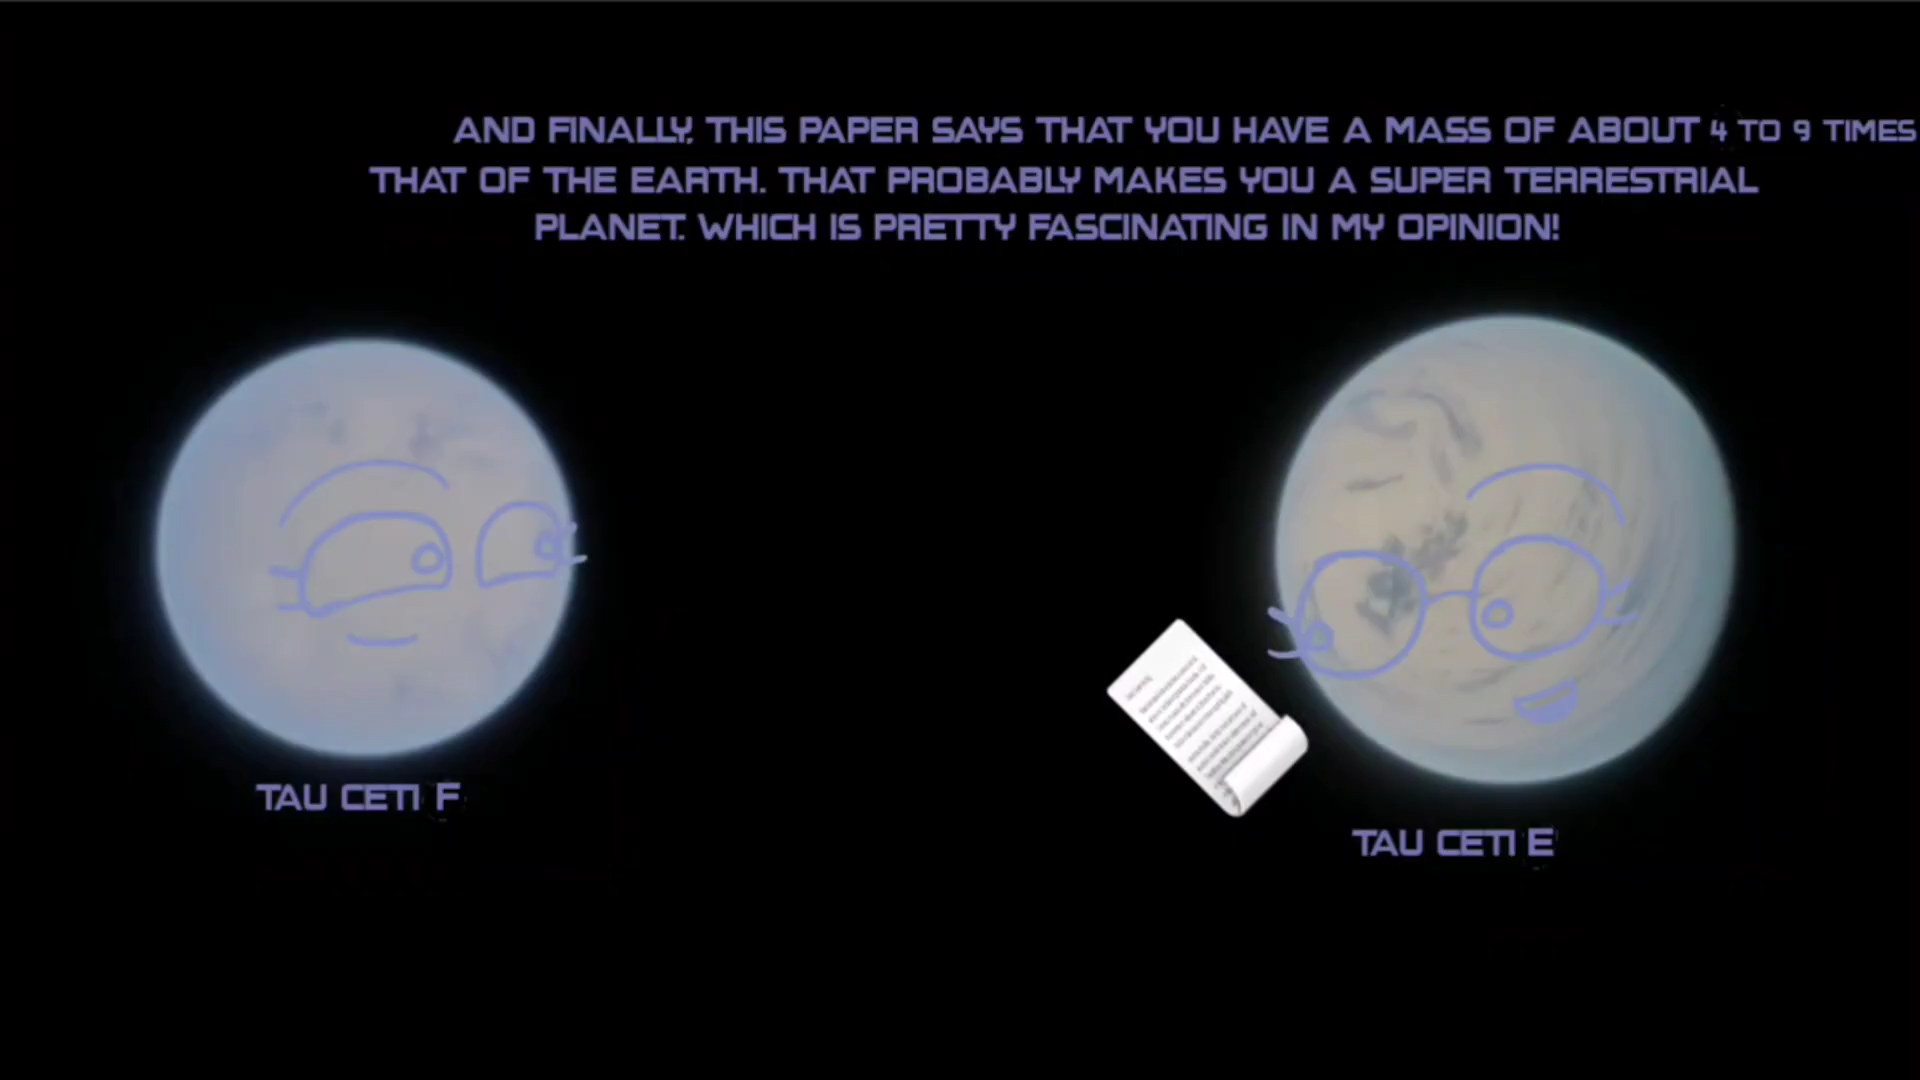 AND FINALLY, THIS PAPER SAYS THAT YOU HAVE A MASS OF ABOUT 4 TO 9 TIMES
THAT OF THE EARTH. THAT PROBABLY MAKES YOU A SUPER TERRESTRIAL
PLANET. WHICH IS PRETTY FASCINATING IN MY OPINION!
TAU CETI F
TAU CETI E